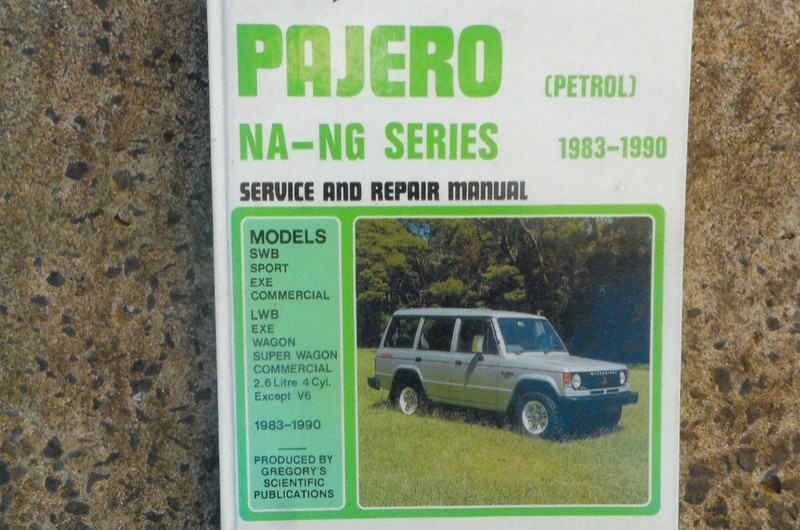 PAJERO (PETROL)
NA-NG SERIES 1983-1990
SERVICE AND REPAIR MANUAL
MODELS
SWB
SPORT
EXE
COMMERCIAL
LWB
EXE
WAGON
SUPER WAGON
COMMERCIAL
2.6 Litre 4 Cyl.
Except V6
1983-1990
PRODUCED BY
GREGORY'S
SCIENTIFIC
PUBLICATIONS
MITSUBISHI